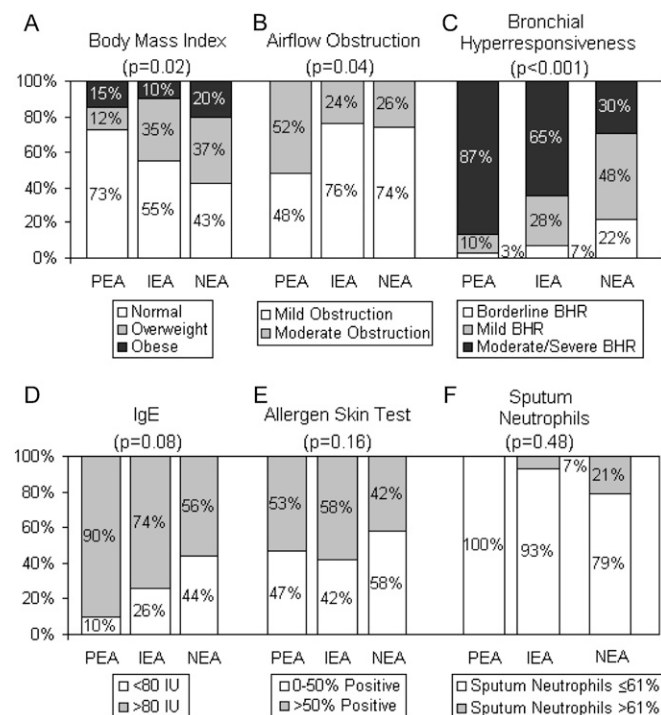 A
Body Mass Index
(p=0.02)
100%
80%
60%
40%
20%
0%
15% 10% 20%
12% 35% 37%
73% 55% 43%
PEA IEA NEA
Normal
Overweight
Obese
B
Airflow Obstruction
(p=0.04)
52% 24% 26%
48% 76% 74%
PEA IEA NEA
Mild Obstruction
Moderate Obstruction
C
Bronchial
Hyperresponsiveness
(p<0.001)
87% 65% 30%
10% 28% 48%
3% 7% 22%
PEA IEA NEA
Borderline BHR
Mild BHR
Moderate/Severe BHR
D
IgE
(p=0.08)
100%
80%
60%
40%
20%
0%
90% 74% 56%
10% 26% 44%
PEA IEA NEA
<80 IU
>80 IU
E
Allergen Skin Test
(p=0.16)
53% 58% 42%
47% 42% 58%
PEA IEA NEA
0-50% Positive
>50% Positive
F
Sputum
Neutrophils
(p=0.48)
7% 21%
100% 93% 79%
PEA IEA NEA
Sputum Neutrophils ≤61%
Sputum Neutrophils >61%